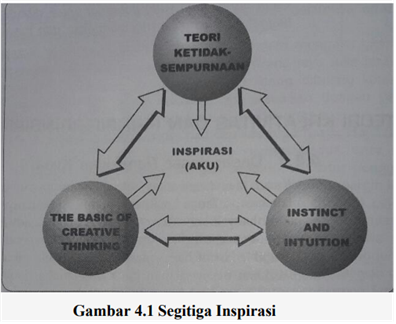 TEORI
KETIDAK-
SEMPURNAAN
INSPIRASI
(AKU)
THE BASIC OF
CREATIVE
THINKING
INSTINCT
AND
INTUITION
Gambar 4.1 Segitiga Inspirasi